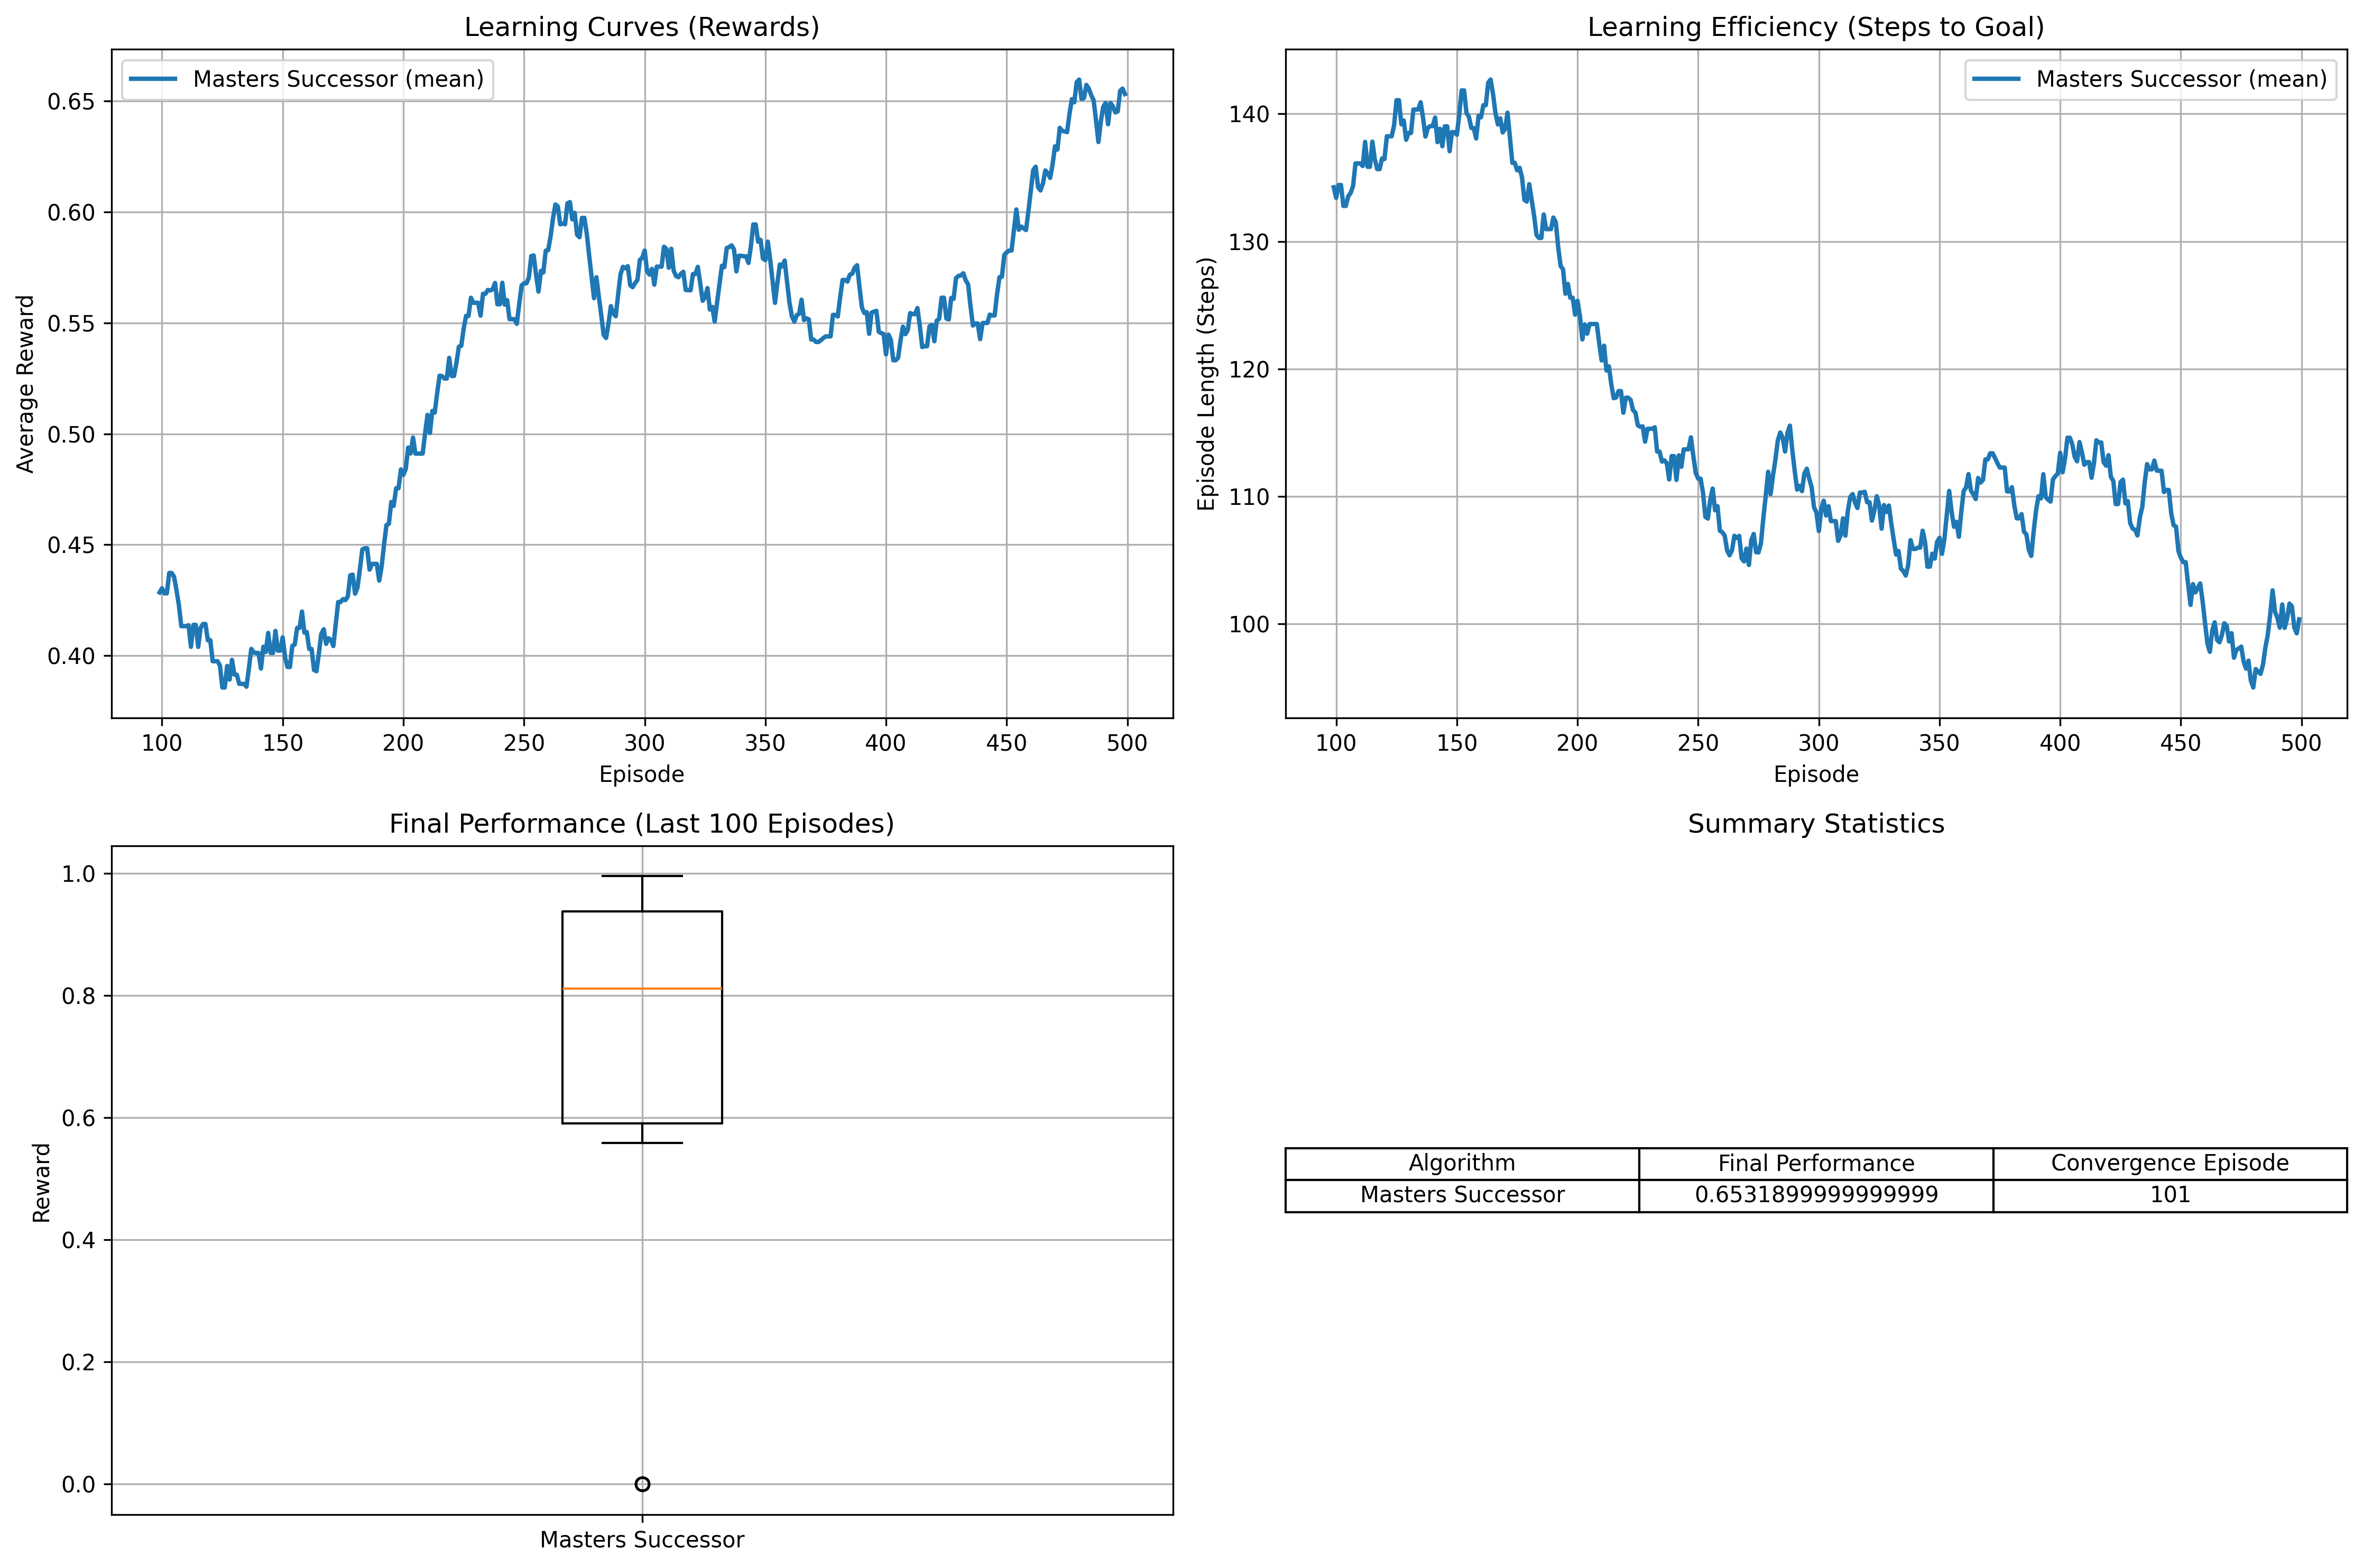 Learning Curves (Rewards)
Masters Successor (mean)
Average Reward
0.65
0.60
0.55
0.50
0.45
0.40
100 150 200 250 300 350 400 450 500
Episode
Learning Efficiency (Steps to Goal)
Masters Successor (mean)
Episode Length (Steps)
140
130
120
110
100
100 150 200 250 300 350 400 450 500
Episode
Final Performance (Last 100 Episodes)
Reward
1.0
0.8
0.6
0.4
0.2
0.0
Masters Successor
Summary Statistics
Algorithm Final Performance Convergence Episode
Masters Successor 0.6531899999999999 101